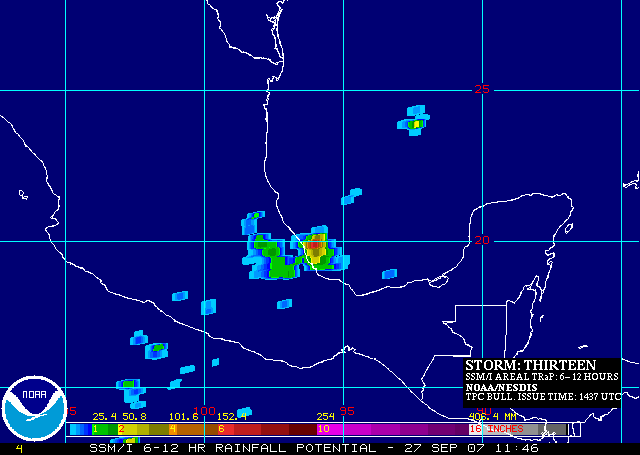 25
20
STORM: THIRTEEN
SSM/I AREAL TRaP: 6-12 HOURS
NOAA/NESDIS
TPC BULL. ISSUE TIME: 1437 UTC
NOAA
5 100 95 90
25.4 50.8 101.6 152.4 254 406.4 MM
1 2 4 6 10 16 INCHES
4 SSM/I 6-12 HR RAINFALL POTENTIAL - 27 SEP 07 11:46